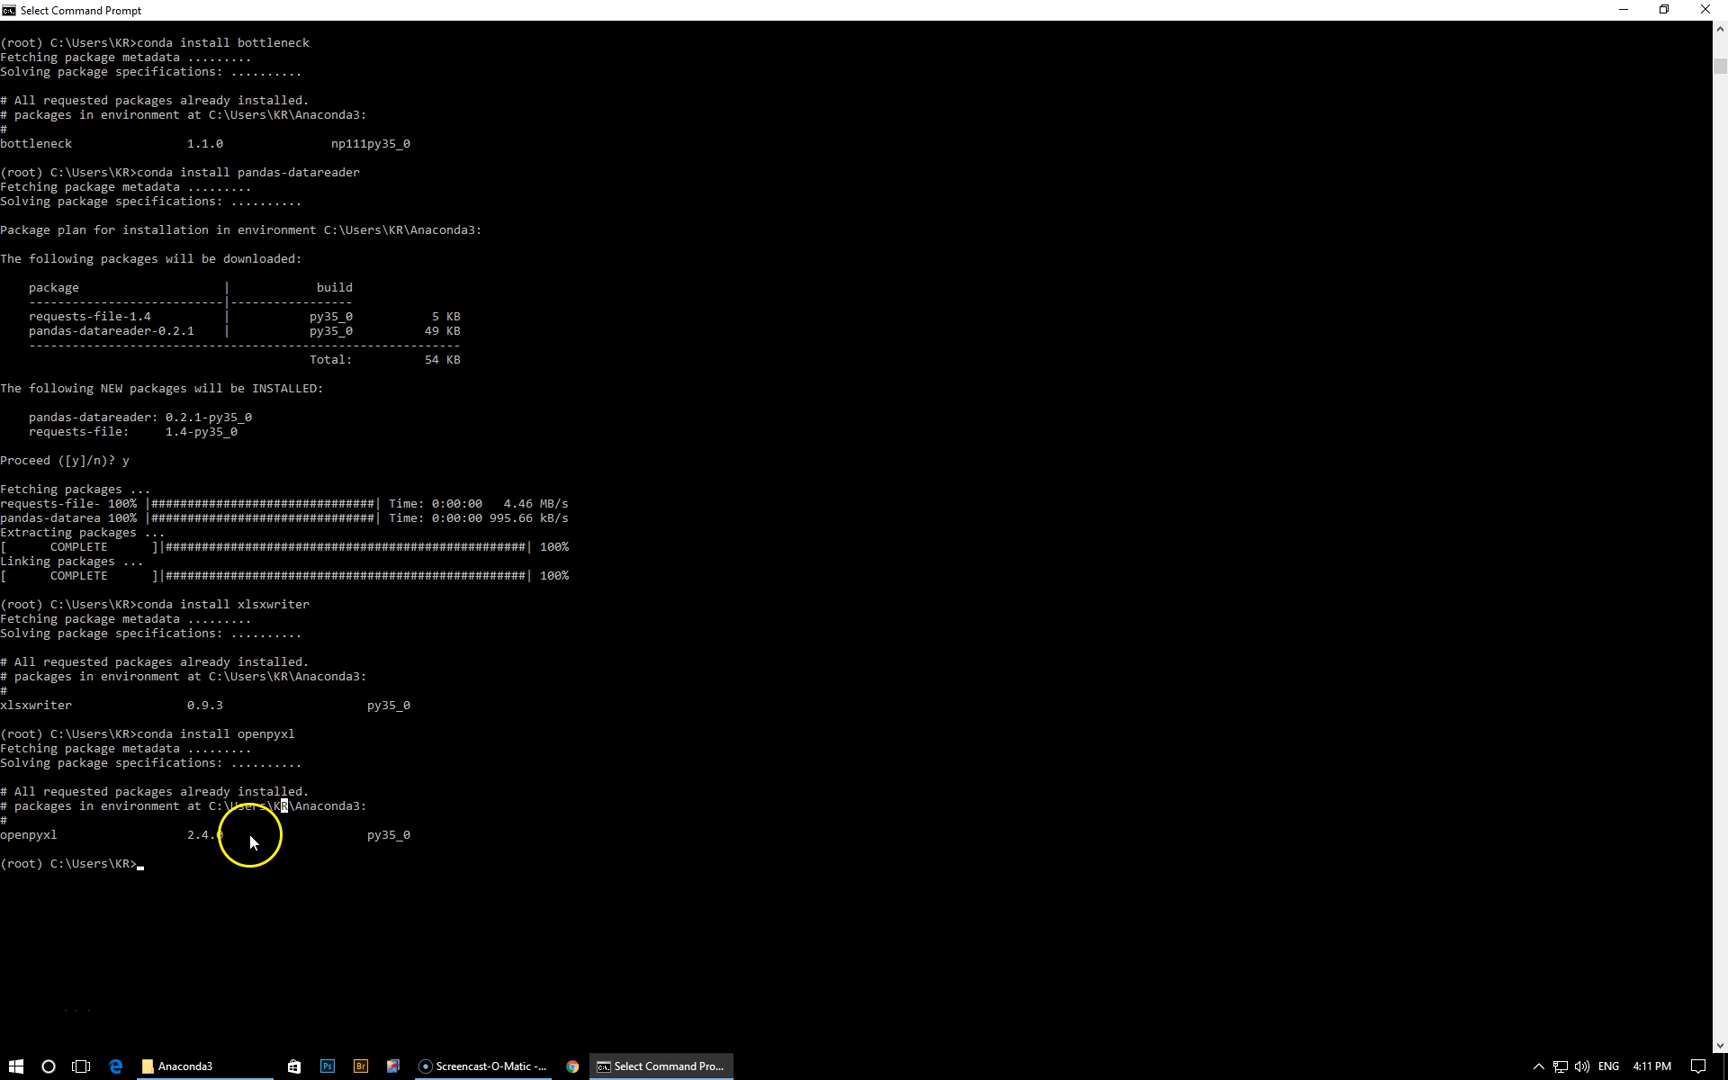 Select Command Prompt
(root) C:\Users\KR>conda install bottleneck
Fetching package metadata .........
Solving package specifications: ..........
# All requested packages already installed.
# packages in environment at C:\Users\KR\Anaconda3:
#
bottleneck 1.1.0 np111py35_0
(root) C:\Users\KR>conda install pandas-datareader
Fetching package metadata .........
Solving package specifications: ..........
Package plan for installation in environment C:\Users\KR\Anaconda3:
The following packages will be downloaded:
package | build
---------------------------|-----------------
requests-file-1.4 | py35_0 5 KB
pandas-datareader-0.2.1 | py35_0 49 KB
------------------------------------------------------------
Total: 54 KB
The following NEW packages will be INSTALLED:
pandas-datareader: 0.2.1-py35_0
requests-file: 1.4-py35_0
Proceed ([y]/n)? y
Fetching packages ...
requests-file- 100% |###############################| Time: 0:00:00 4.46 MB/s
pandas-datarea 100% |###############################| Time: 0:00:00 995.66 kB/s
Extracting packages ...
[ COMPLETE ]|##################################################| 100%
Linking packages ...
[ COMPLETE ]|##################################################| 100%
(root) C:\Users\KR>conda install xlsxwriter
Fetching package metadata .........
Solving package specifications: ..........
# All requested packages already installed.
# packages in environment at C:\Users\KR\Anaconda3:
#
xlsxwriter 0.9.3 py35_0
(root) C:\Users\KR>conda install openpyxl
Fetching package metadata .........
Solving package specifications: ..........
# All requested packages already installed.
# packages in environment at C:\Users\KR\Anaconda3:
#
openpyxl 2.4.0 py35_0
(root) C:\Users\KR>
Anaconda3 Ps Br Screencast-O-Matic -... Select Command Pro... ENG 4:11 PM